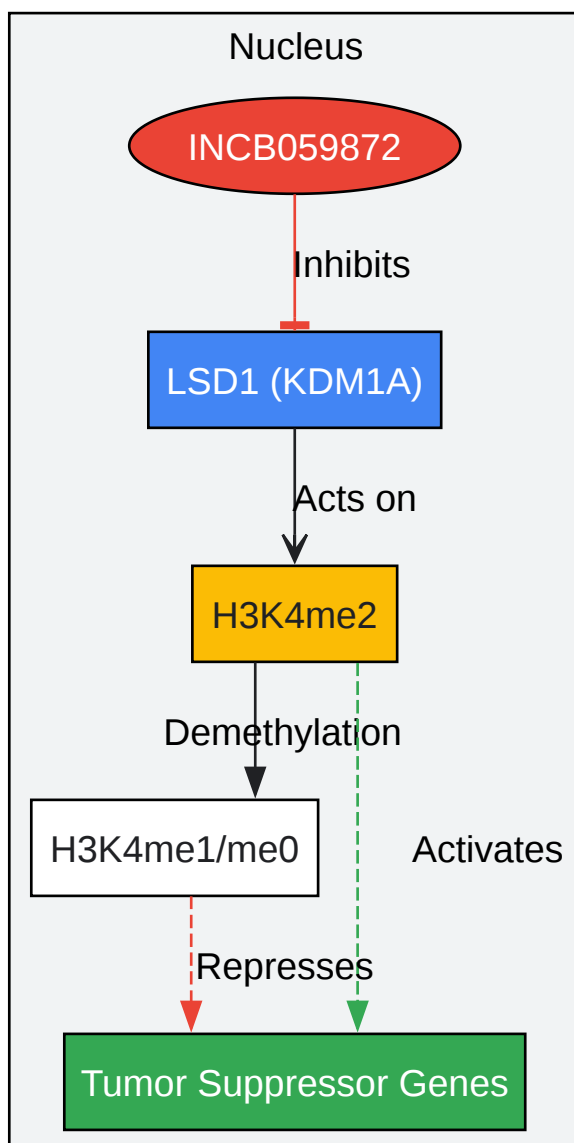 Nucleus
INCB059872
Inhibits
LSD1 (KDM1A)
Acts on
H3K4me2
Demethylation
H3K4me1/me0
Activates
Represses
Tumor Suppressor Genes